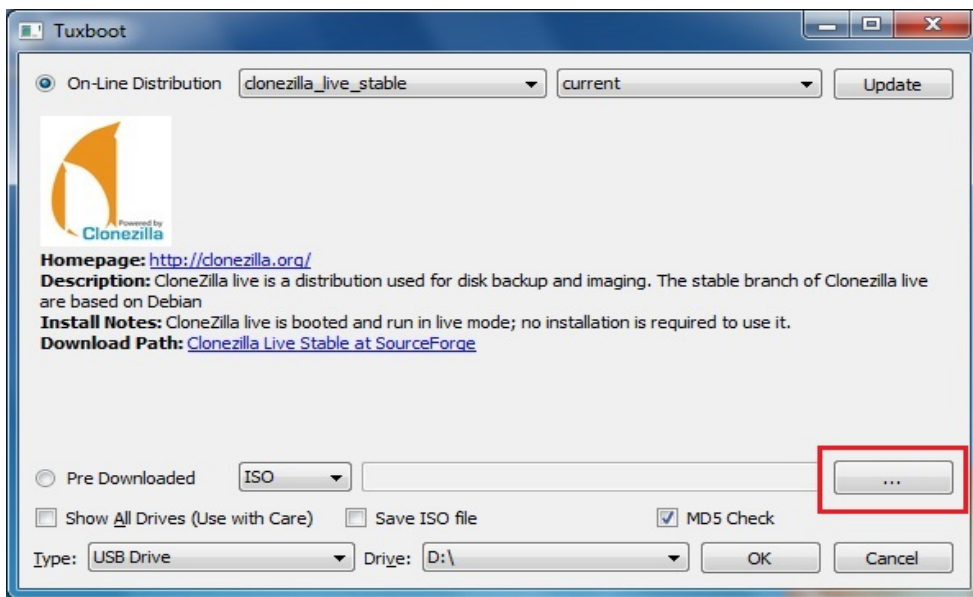 Tuxboot
On-Line Distribution clonezilla_live_stable current Update
Powered by
Clonezilla
Homepage: http://clonezilla.org/
Description: CloneZilla live is a distribution used for disk backup and imaging. The stable branch of Clonezilla live
are based on Debian
Install Notes: CloneZilla live is booted and run in live mode; no installation is required to use it.
Download Path: Clonezilla Live Stable at SourceForge
Pre Downloaded ISO ...
Show All Drives (Use with Care) Save ISO file MD5 Check
Type: USB Drive Drive: D:\ OK Cancel